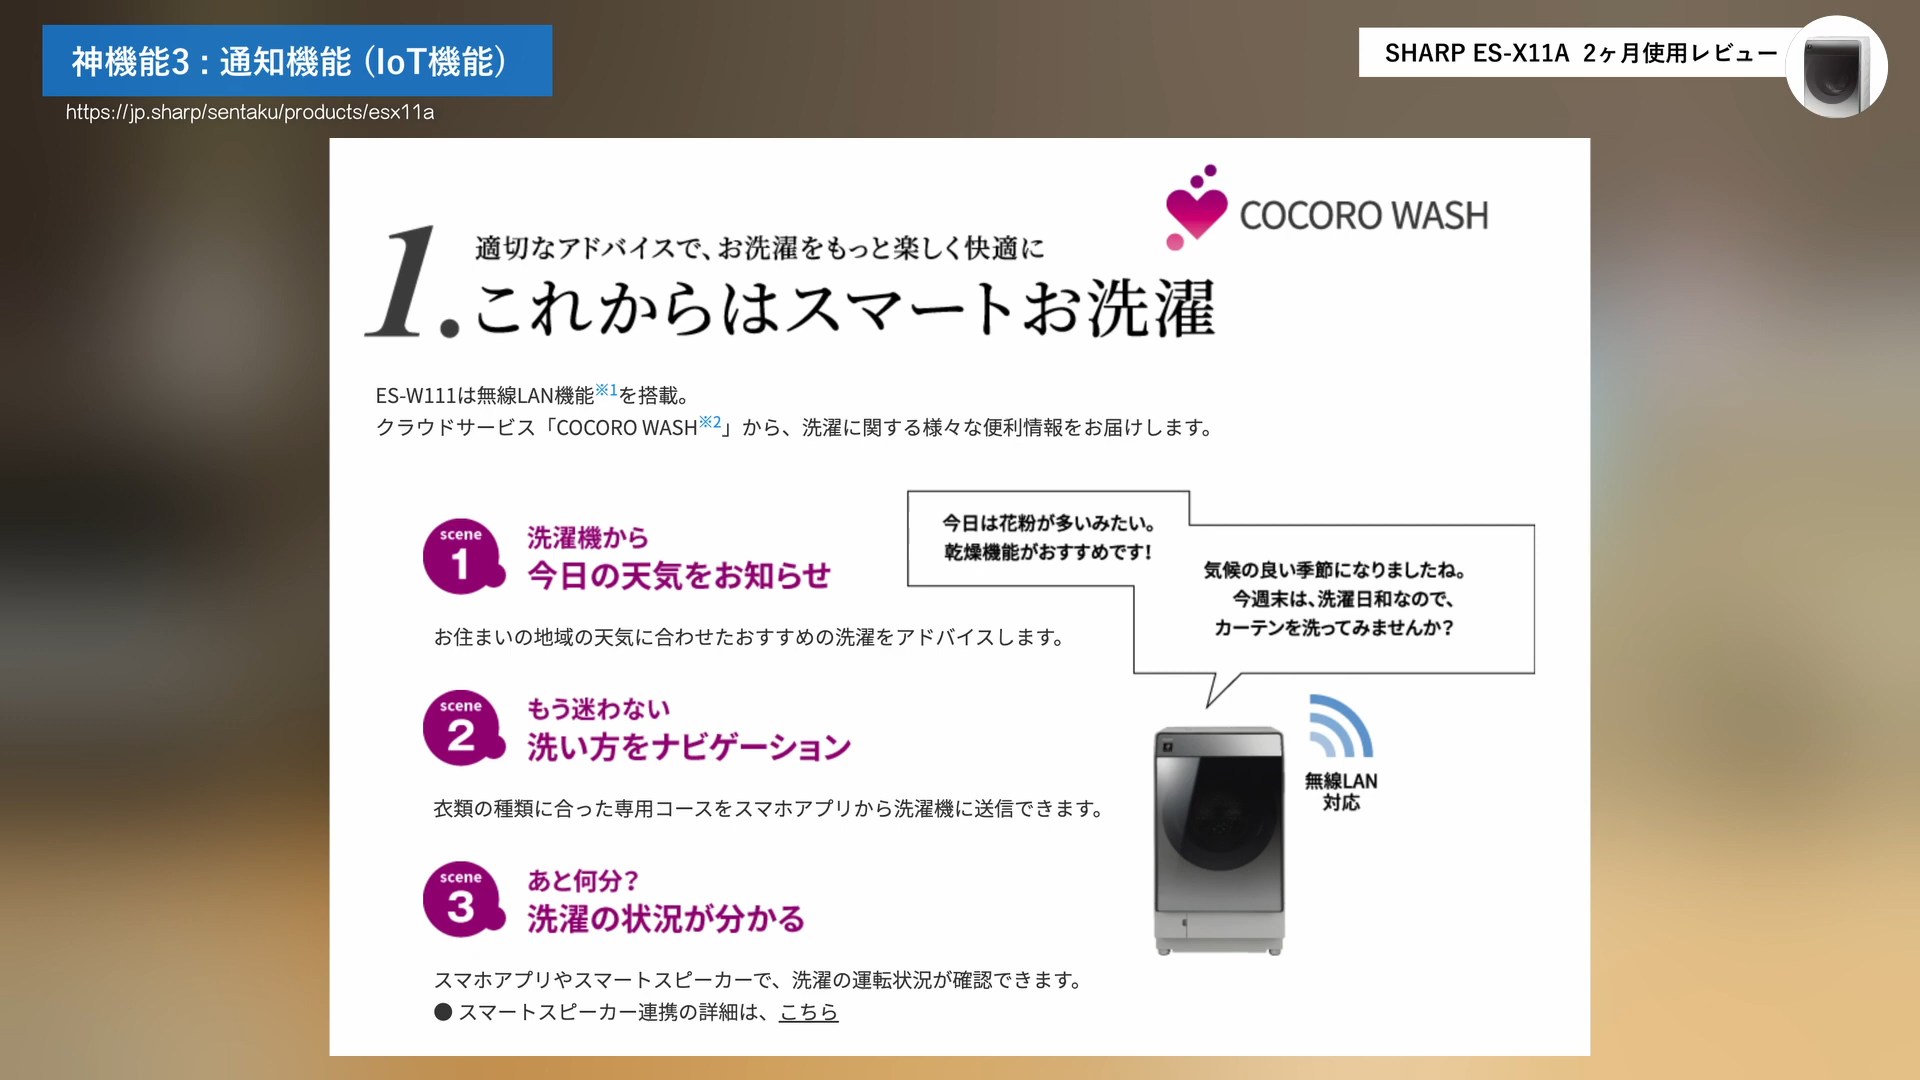 神機能3：通知機能 (IoT機能)
https://jp.sharp/sentaku/products/esx11a
SHARP ES-X11A 2ヶ月使用レビュー
COCORO WASH
1.
適切なアドバイスで、お洗濯をもっと楽しく快適に
これからはスマートお洗濯
ES-W111は無線LAN機能※1を搭載。
クラウドサービス「COCORO WASH※2」から、洗濯に関する様々な便利情報をお届けします。
scene
1
洗濯機から
今日の天気をお知らせ
お住まいの地域の天気に合わせたおすすめの洗濯をアドバイスします。
今日は花粉が多いみたい。
乾燥機能がおすすめです!
気候の良い季節になりましたね。
今週末は、洗濯日和なので、
カーテンを洗ってみませんか?
scene
2
もう迷わない
洗い方をナビゲーション
衣類の種類に合った専用コースをスマホアプリから洗濯機に送信できます。
無線LAN
対応
scene
3
あと何分?
洗濯の状況が分かる
スマホアプリやスマートスピーカーで、洗濯の運転状況が確認できます。
● スマートスピーカー連携の詳細は、こちら